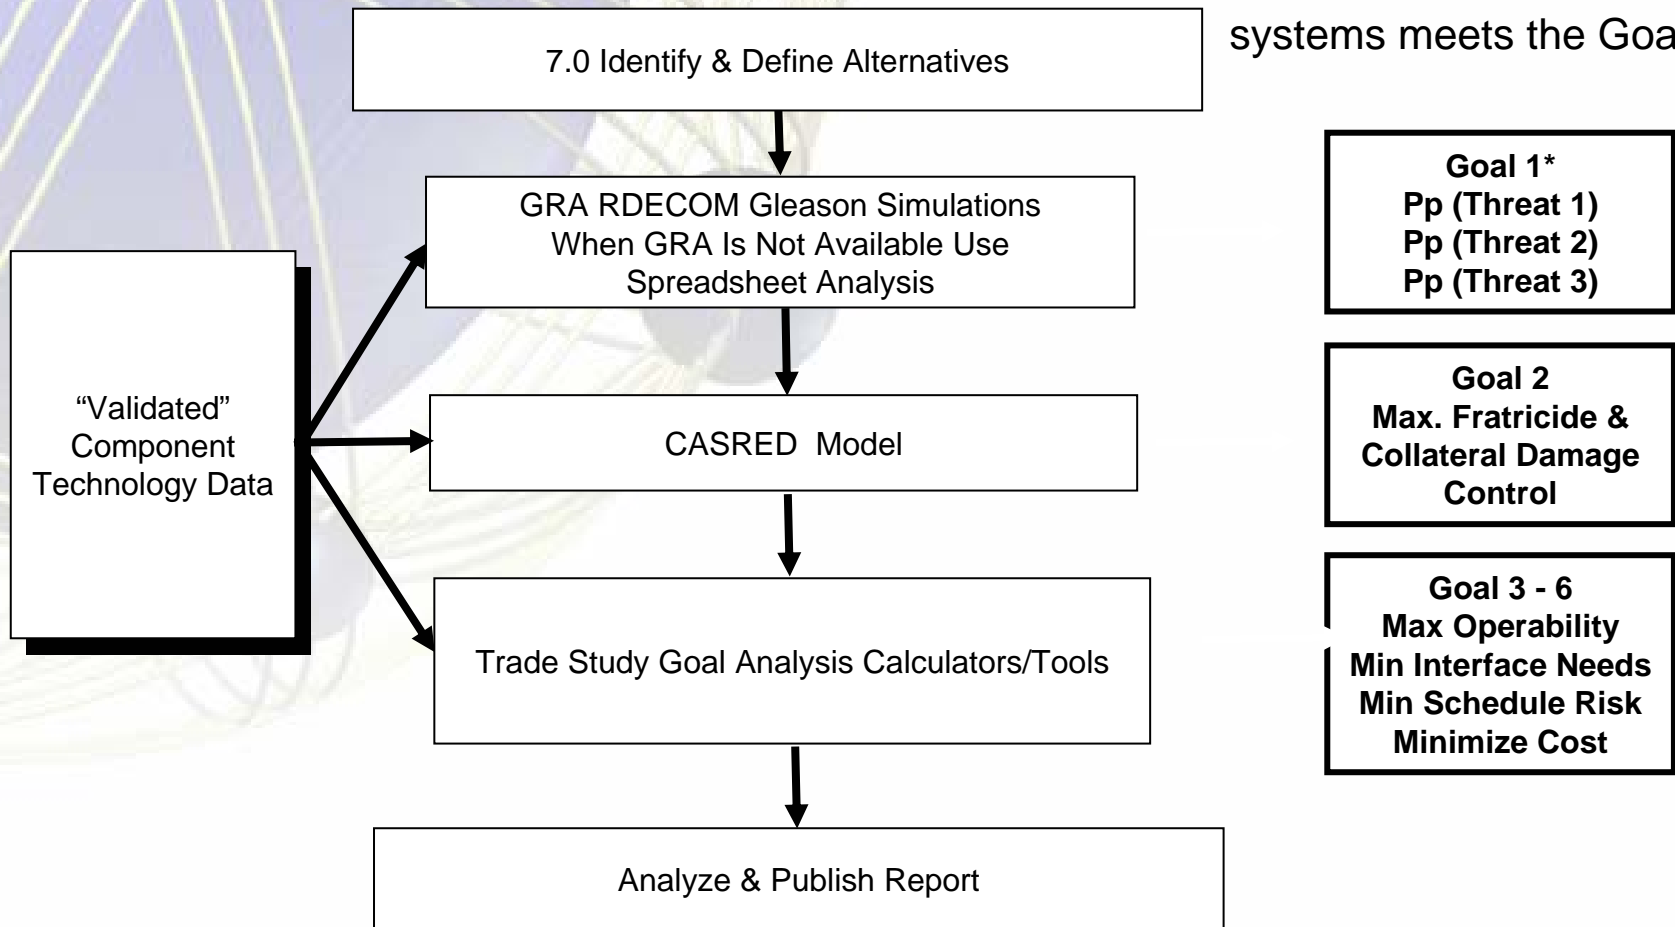 systems meets the Goa
7.0 Identify & Define Alternatives
GRA RDECOM Gleason Simulations
When GRA Is Not Available Use
Spreadsheet Analysis
“Validated”
Component
Technology Data
CASRED  Model
Trade Study Goal Analysis Calculators/Tools
Analyze & Publish Report
Goal 1*
Pp (Threat 1)
Pp (Threat 2)
Pp (Threat 3)
Goal 2
Max. Fratricide &
Collateral Damage
Control
Goal 3 - 6
Max Operability
Min Interface Needs
Min Schedule Risk
Minimize Cost